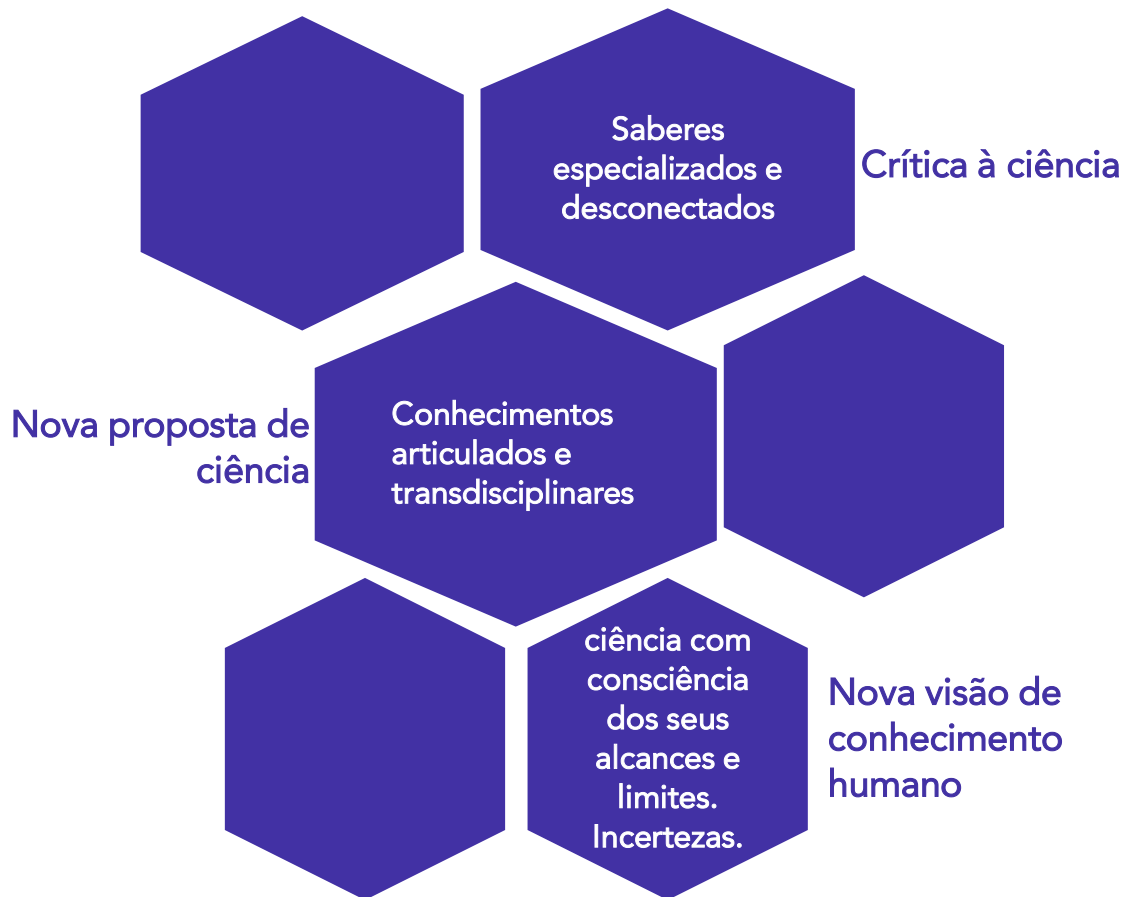 Saberes
especializados e
desconectados
Crítica à ciência
Nova proposta de
ciência
Conhecimentos
articulados e
transdisciplinares
ciência com
consciência
dos seus
alcances e
limites.
Incertezas.
Nova visão de
conhecimento
humano